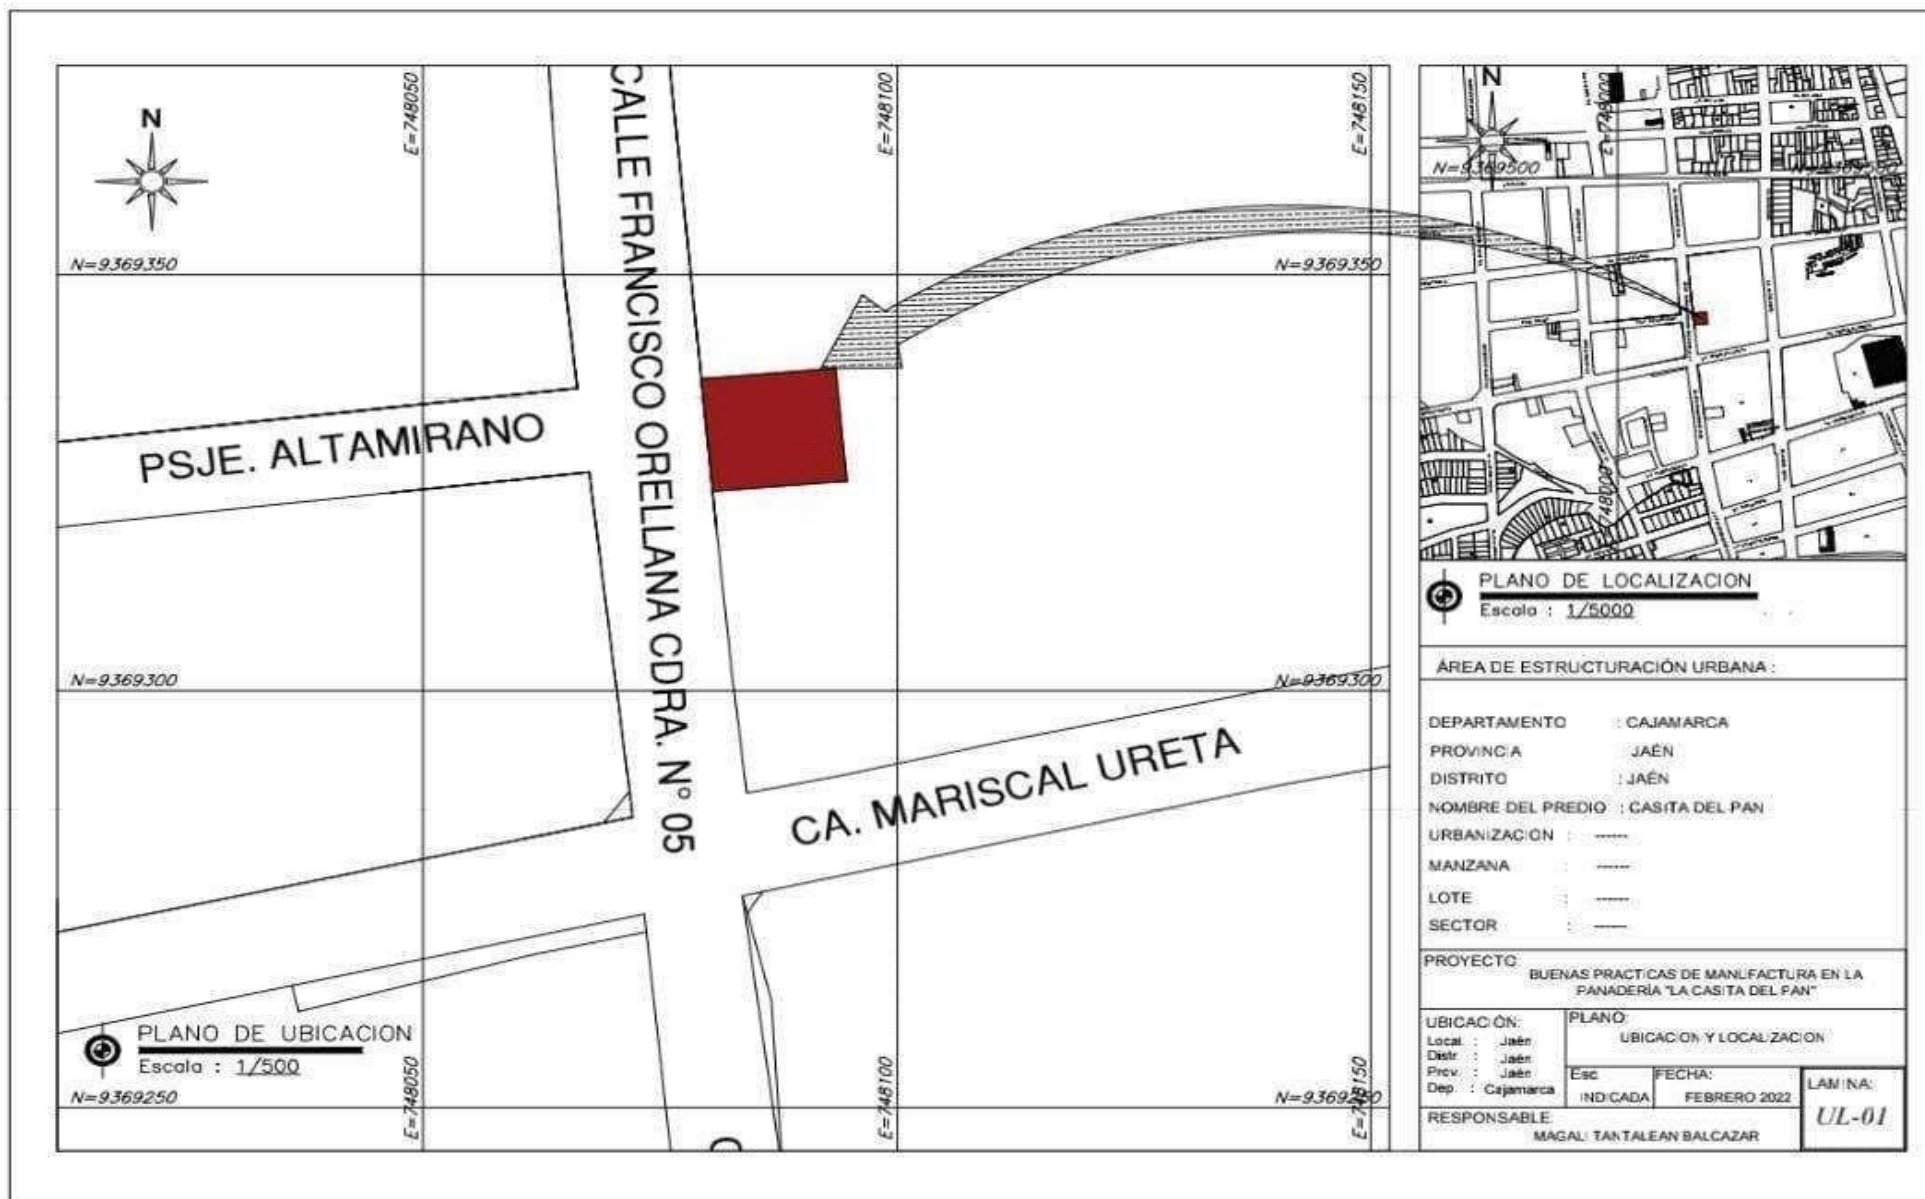 N
E=748050
E=748100
E=748150
CALLE FRANCISCO ORELLANA CDRA. N° 05
N=9369350
N=9369350
PSJE. ALTAMIRANO
N=9369300
N=9369300
CA. MARISCAL URETA
PLANO DE UBICACION
Escala : 1/500
N=9369250
N=9369250
E=748050
E=748100
E=748150
N
E=748000
N=9369500
N=9369500
E=748000
PLANO DE LOCALIZACION
Escala : 1/5000
ÁREA DE ESTRUCTURACIÓN URBANA :
DEPARTAMENTO : CAJAMARCA
PROVINCIA JAÉN
DISTRITO : JAÉN
NOMBRE DEL PREDIO : CASITA DEL PAN
URBANIZACION : ------
MANZANA : ------
LOTE : ------
SECTOR : ------
PROYECTO
BUENAS PRACTICAS DE MANUFACTURA EN LA
PANADERÍA "LA CASITA DEL PAN"
UBICACIÓN:
Local : Jaén
Distr : Jaén
Prov. : Jaén
Dep : Cajamarca
PLANO:
UBICACION Y LOCALIZACION
Esc
INDICADA
FECHA:
FEBRERO 2022
LAMINA:
UL-01
RESPONSABLE:
MAGALI TANTALEAN BALCAZAR